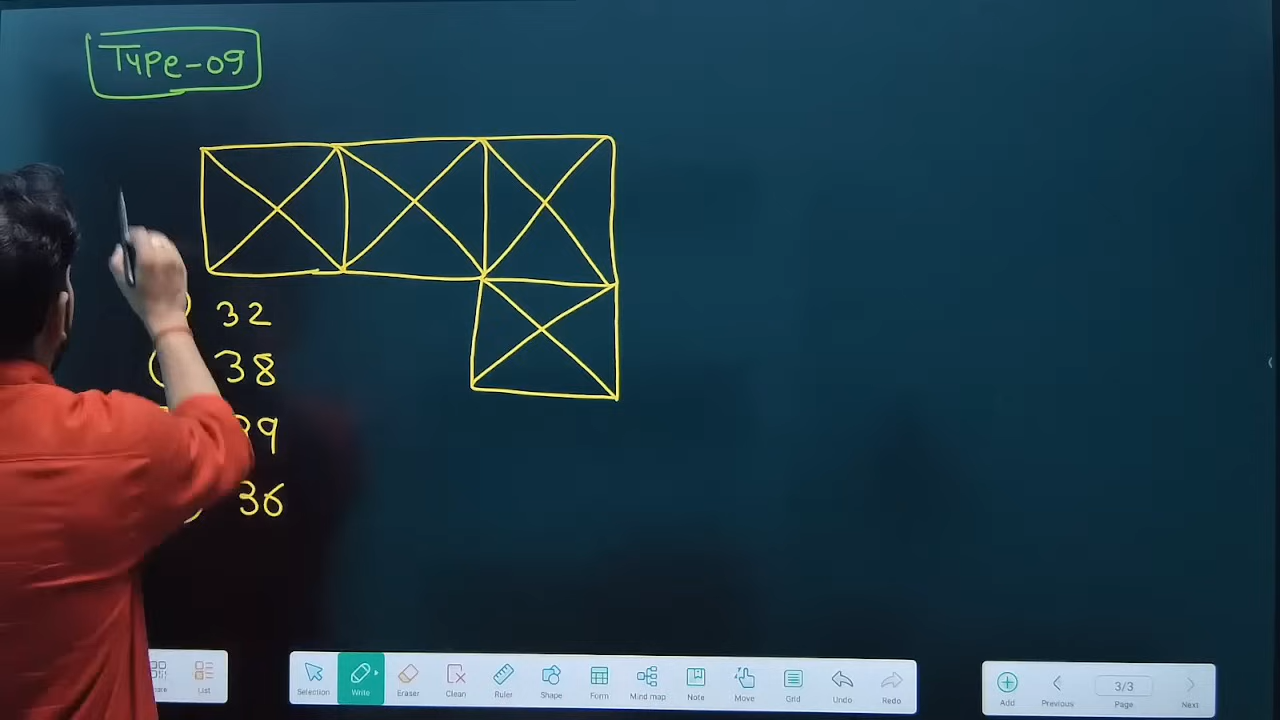 Type-09
32
38
39
36
Selection Write Eraser Clean Ruler Shape Form Mind map Note Move Grid Undo Redo
List
Add Previous 3/3 Page Next